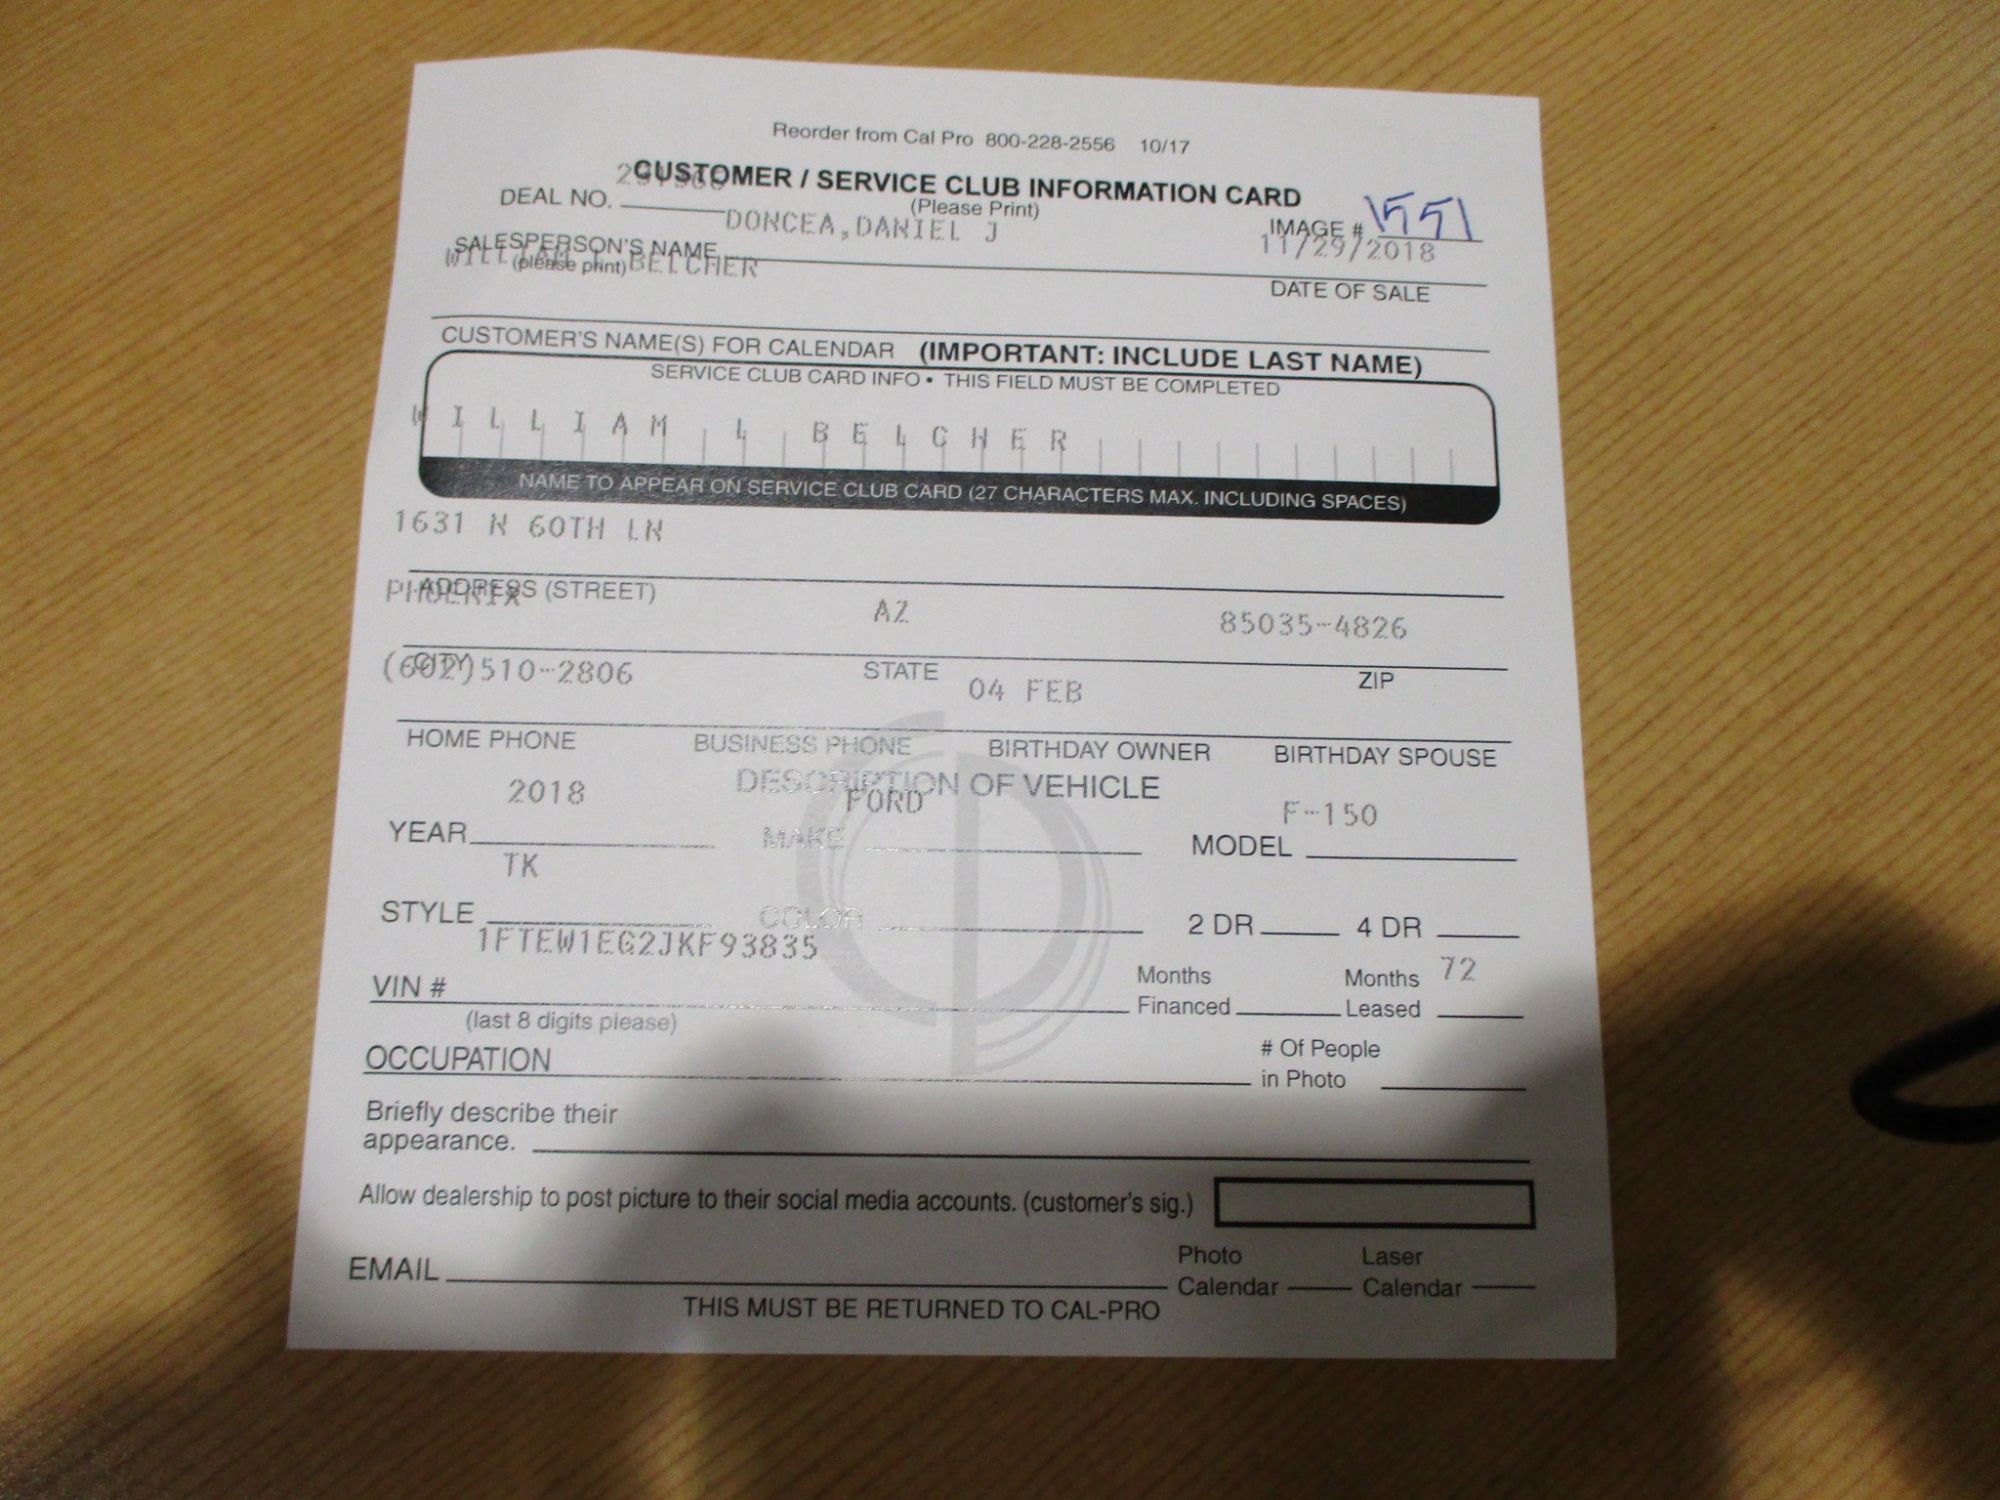 Reorder from Cal Pro 800-228-2556 10/17
CUSTOMER / SERVICE CLUB INFORMATION CARD
(Please Print)
DEAL NO.
IMAGE # 1551
DONCEA,DANIEL J
SALESPERSON'S NAME
(please print)
11/29/2018
WILLIAM L BELCHER
DATE OF SALE
CUSTOMER'S NAME(S) FOR CALENDAR (IMPORTANT: INCLUDE LAST NAME)
SERVICE CLUB CARD INFO • THIS FIELD MUST BE COMPLETED
WILLIAM L BELCHER
NAME TO APPEAR ON SERVICE CLUB CARD (27 CHARACTERS MAX. INCLUDING SPACES)
1631 N 60TH LN
ADDRESS (STREET)
PHOENIX AZ 85035-4826
CITY STATE ZIP
(602)510-2806 04 FEB
HOME PHONE BUSINESS PHONE BIRTHDAY OWNER BIRTHDAY SPOUSE
DESCRIPTION OF VEHICLE
2018 FORD F-150
YEAR MAKE MODEL
TK
STYLE COLOR 2 DR 4 DR
1FTEW1EG2JKF93835
VIN # Months Financed Months Leased 72
(last 8 digits please)
OCCUPATION # Of People in Photo
Briefly describe their
appearance.
Allow dealership to post picture to their social media accounts. (customer's sig.)
EMAIL Photo Calendar Laser Calendar
THIS MUST BE RETURNED TO CAL-PRO